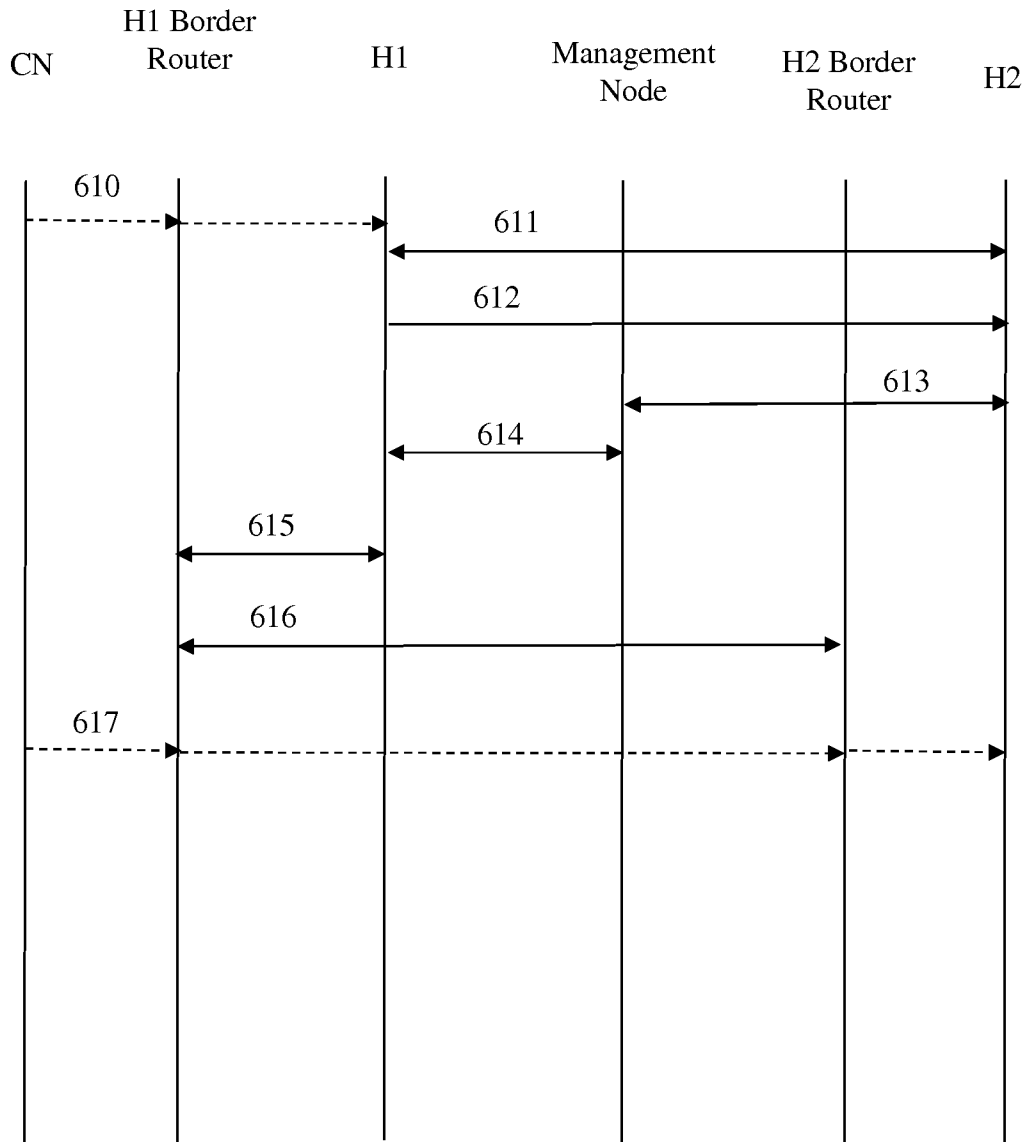 CN
H1 Border
Router
H1
Management
Node
H2 Border
Router
H2
610
611
612
613
614
615
616
617